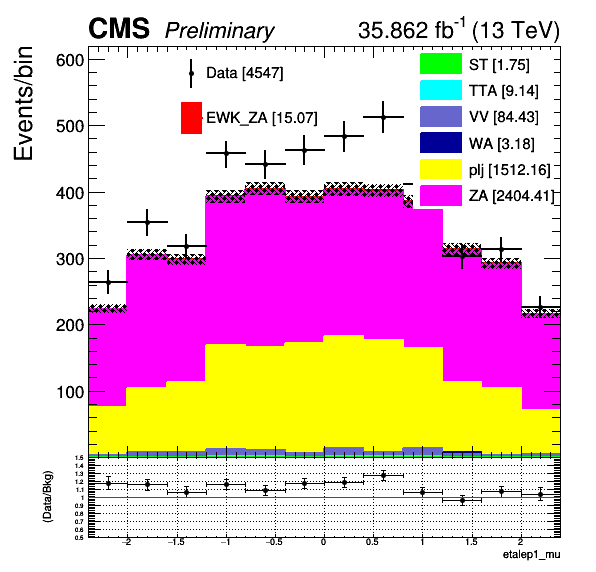 CMS Preliminary 35.862 fb-1 (13 TeV)
Events/bin
600
500
400
300
200
100
Data [4547]
EWK_ZA [15.07]
ST [1.75]
TTA [9.14]
VV [84.43]
WA [3.18]
plj [1512.16]
ZA [2404.41]
(Data/Bkg)
1.5
1.4
1.3
1.2
1.1
1
0.9
0.8
0.7
0.6
0.5
−2 −1.5 −1 −0.5 0 0.5 1 1.5 2
etalep1_mu